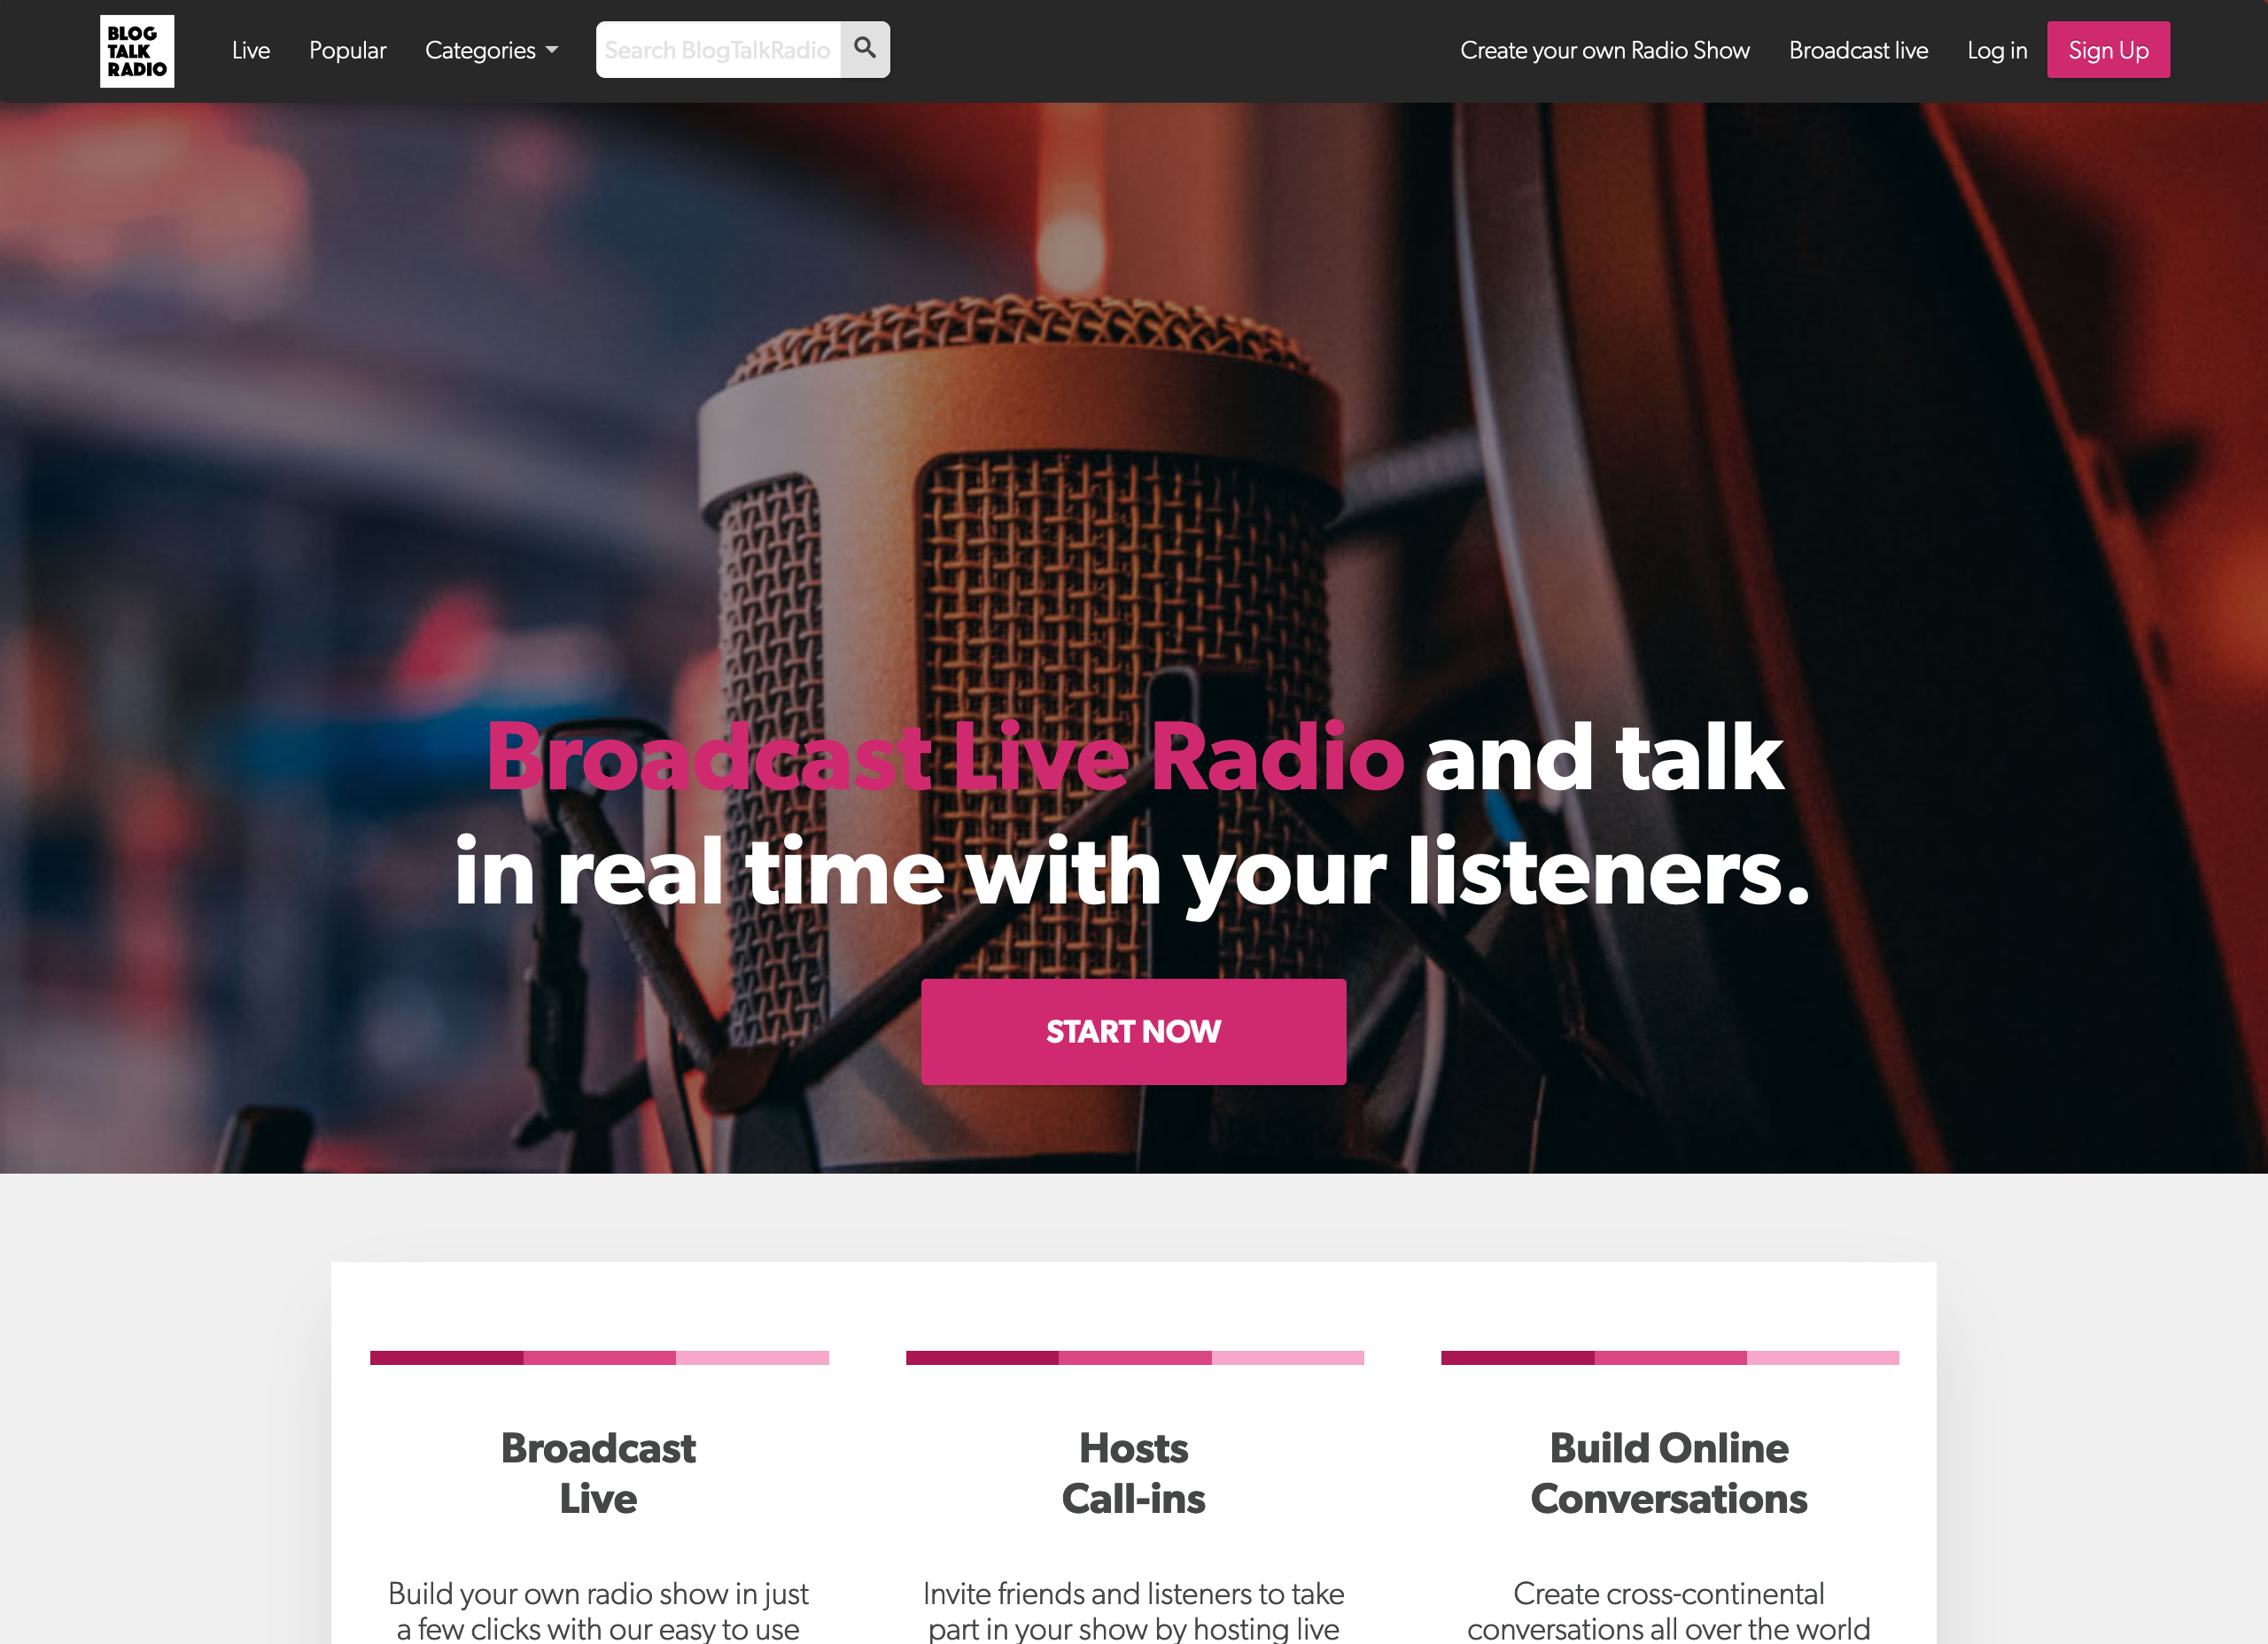 BLOG
TALK
RADIO
Live Popular Categories Search BlogTalkRadio Create your own Radio Show Broadcast live Log in Sign Up
Broadcast Live Radio and talk
in real time with your listeners.
START NOW
Broadcast
Live
Build your own radio show in just
a few clicks with our easy to use
Hosts
Call-ins
Invite friends and listeners to take
part in your show by hosting live
Build Online
Conversations
Create cross-continental
conversations all over the world